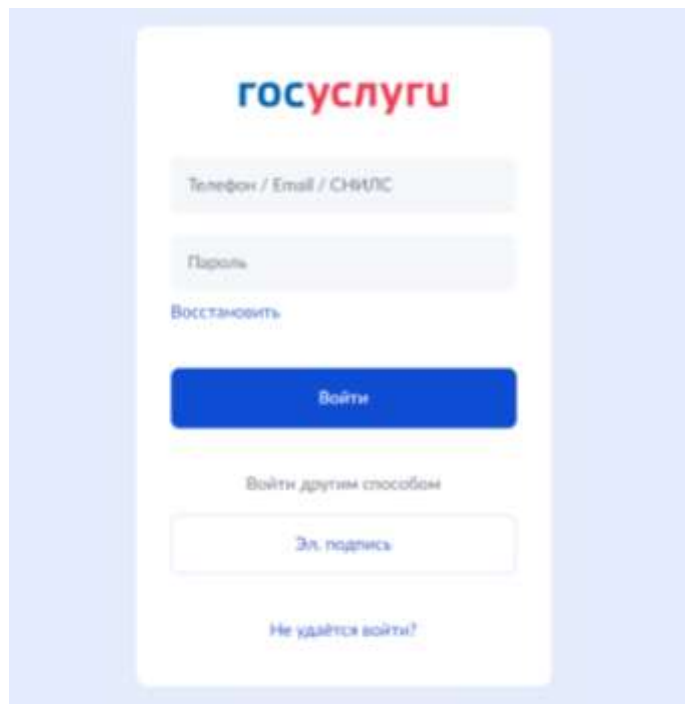 госуслуги
Телефон / Email / СНИЛС
Пароль
Восстановить
Войти
Войти другим способом
Эл. подпись
Не удаётся войти?